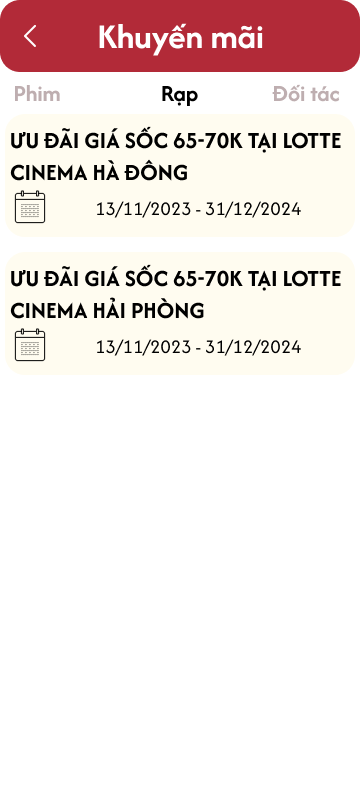 Khuyến mãi
Phim Rạp Đối tác
ƯU ĐÃI GIÁ SỐC 65-70K TẠI LOTTE
CINEMA HÀ ĐÔNG
13/11/2023 - 31/12/2024
ƯU ĐÃI GIÁ SỐC 65-70K TẠI LOTTE
CINEMA HẢI PHÒNG
13/11/2023 - 31/12/2024